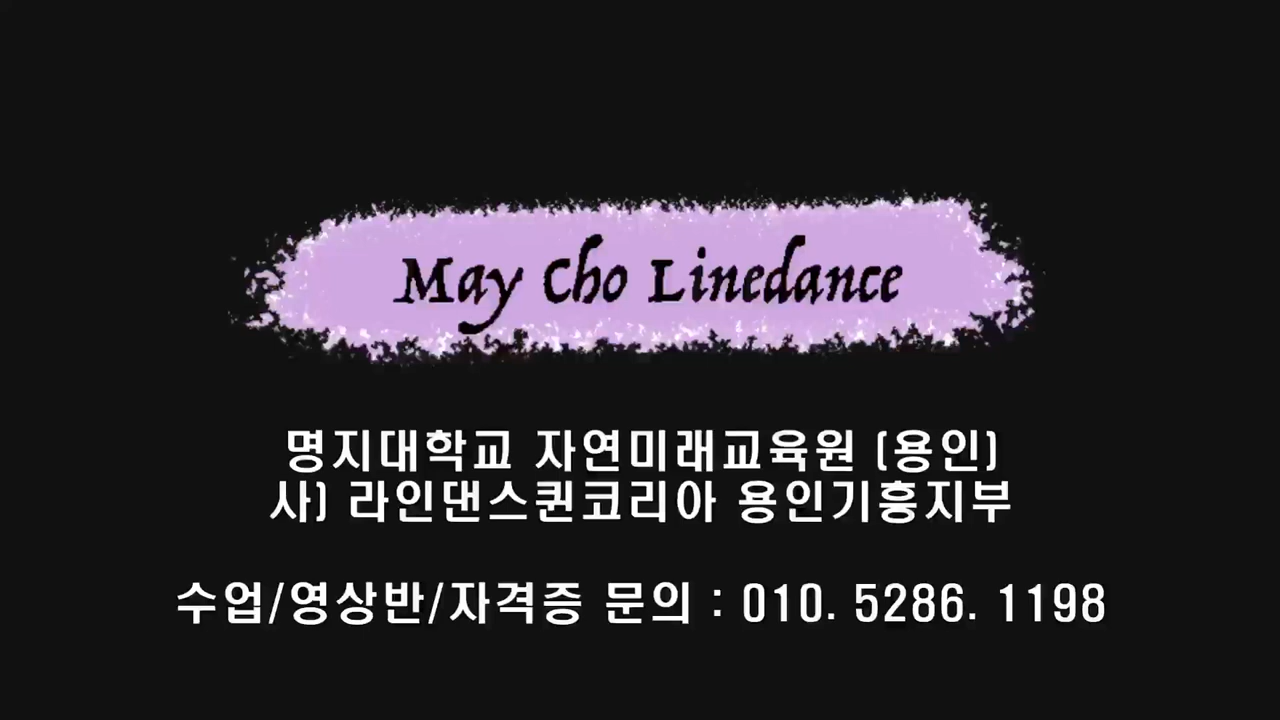 May Cho Linedance
명지대학교 자연미래교육원 (용인)
사) 라인댄스퀸코리아 용인기흥지부
수업/영상반/자격증 문의 : 010. 5286. 1198